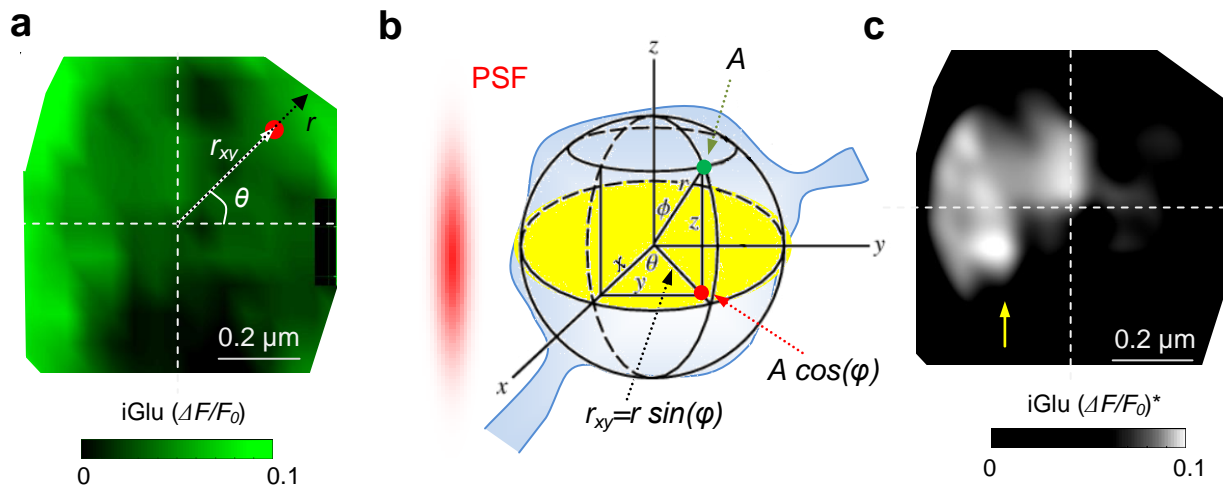 a
r_xy
r
θ
0.2 μm
iGlu (ΔF/F₀)
0 0.1
b
PSF
z
A
r
ϕ
z
y
x
θ
y
x
A cos(φ)
r_xy=r sin(φ)
c
0.2 μm
iGlu (ΔF/F₀)*
0 0.1